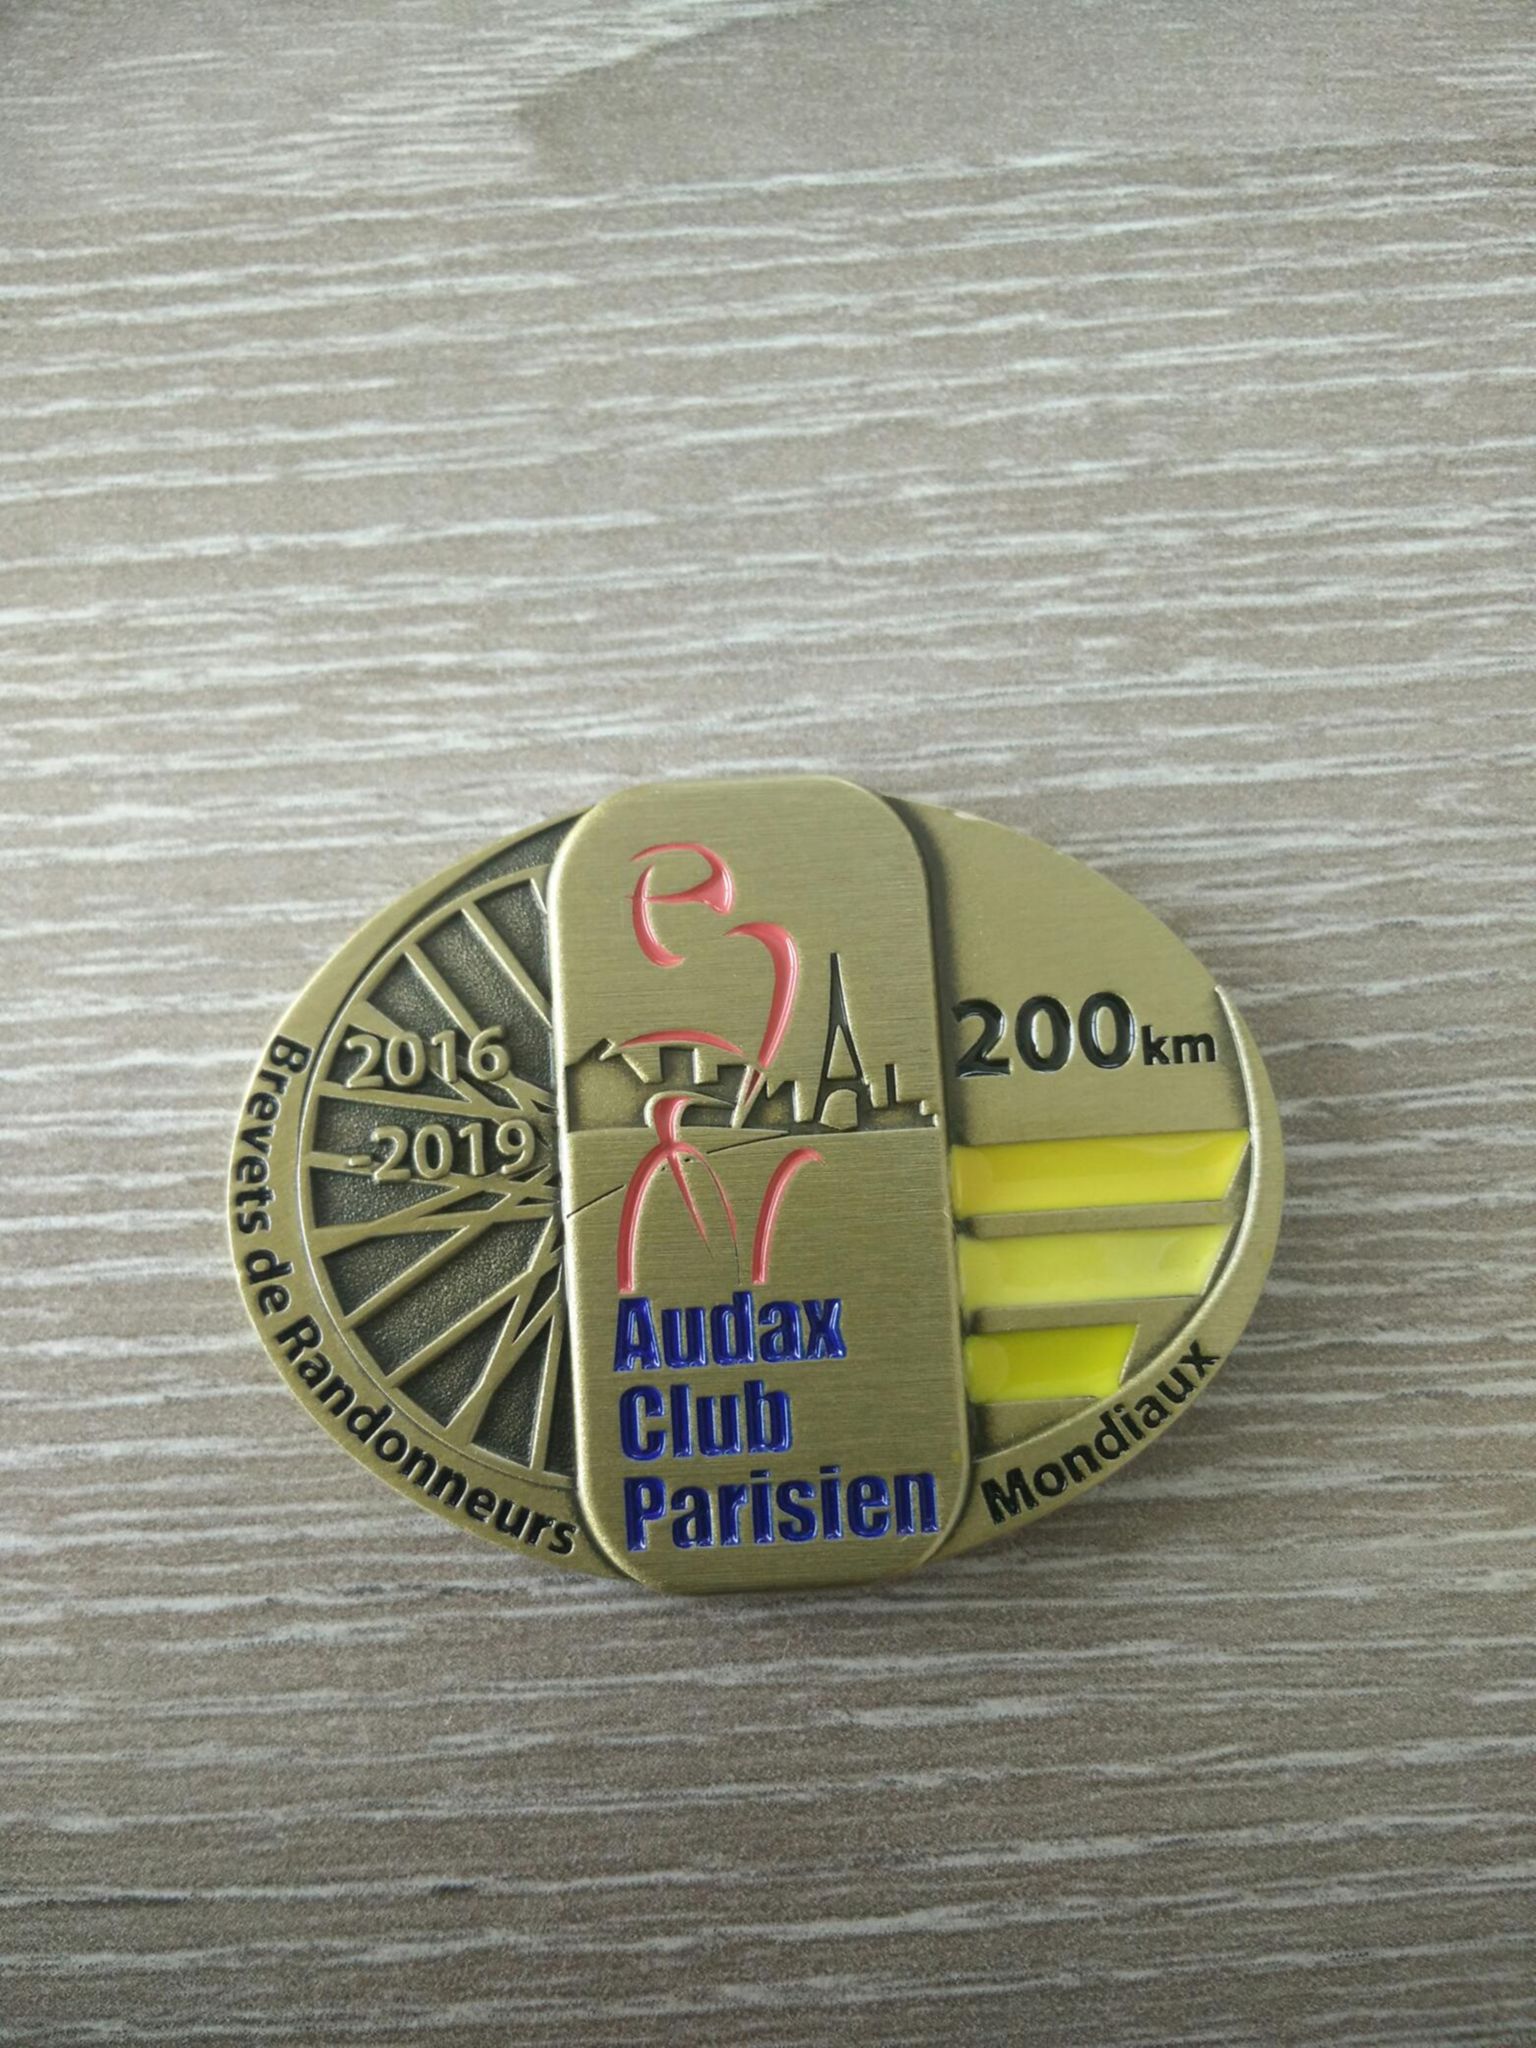 2016
-2019
Brevets de Randonneurs
Audax
Club
Parisien
200km
Mondiaux